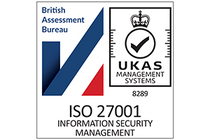 British
Assessment
Bureau
UKAS
MANAGEMENT
SYSTEMS
8289
ISO 27001
INFORMATION SECURITY
MANAGEMENT